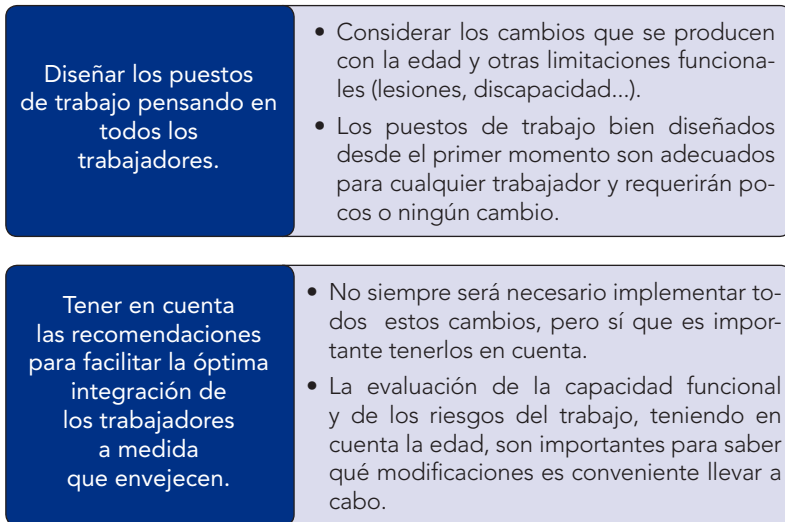 Diseñar los puestos
de trabajo pensando en
todos los
trabajadores.
• Considerar los cambios que se producen
con la edad y otras limitaciones funciona-
les (lesiones, discapacidad...).
• Los puestos de trabajo bien diseñados
desde el primer momento son adecuados
para cualquier trabajador y requerirán po-
cos o ningún cambio.
Tener en cuenta
las recomendaciones
para facilitar la óptima
integración de
los trabajadores
a medida
que envejecen.
• No siempre será necesario implementar to-
dos estos cambios, pero sí que es impor-
tante tenerlos en cuenta.
• La evaluación de la capacidad funcional
y de los riesgos del trabajo, teniendo en
cuenta la edad, son importantes para saber
qué modificaciones es conveniente llevar a
cabo.